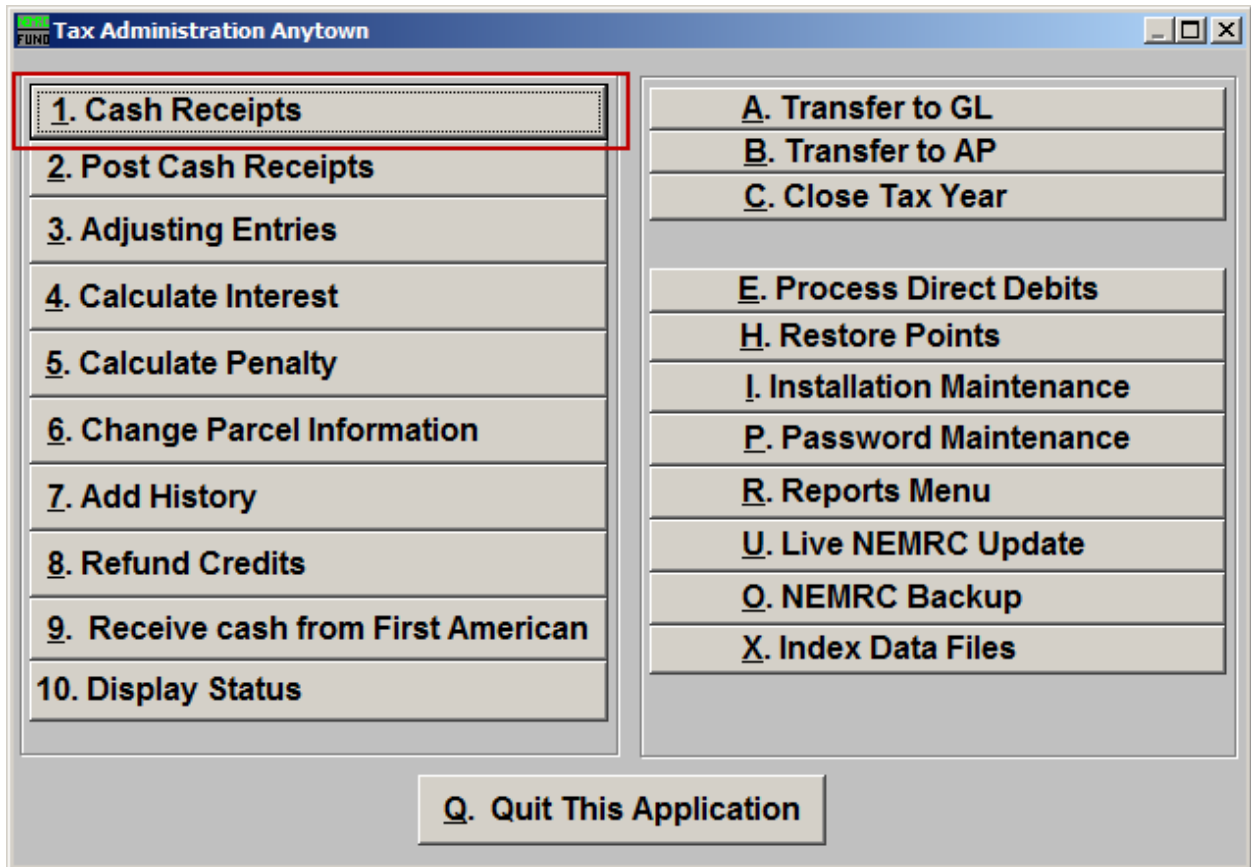 NEMRC
FUND
Tax Administration Anytown
1. Cash Receipts
2. Post Cash Receipts
3. Adjusting Entries
4. Calculate Interest
5. Calculate Penalty
6. Change Parcel Information
7. Add History
8. Refund Credits
9. Receive cash from First American
10. Display Status
A. Transfer to GL
B. Transfer to AP
C. Close Tax Year
E. Process Direct Debits
H. Restore Points
I. Installation Maintenance
P. Password Maintenance
R. Reports Menu
U. Live NEMRC Update
O. NEMRC Backup
X. Index Data Files
Q. Quit This Application